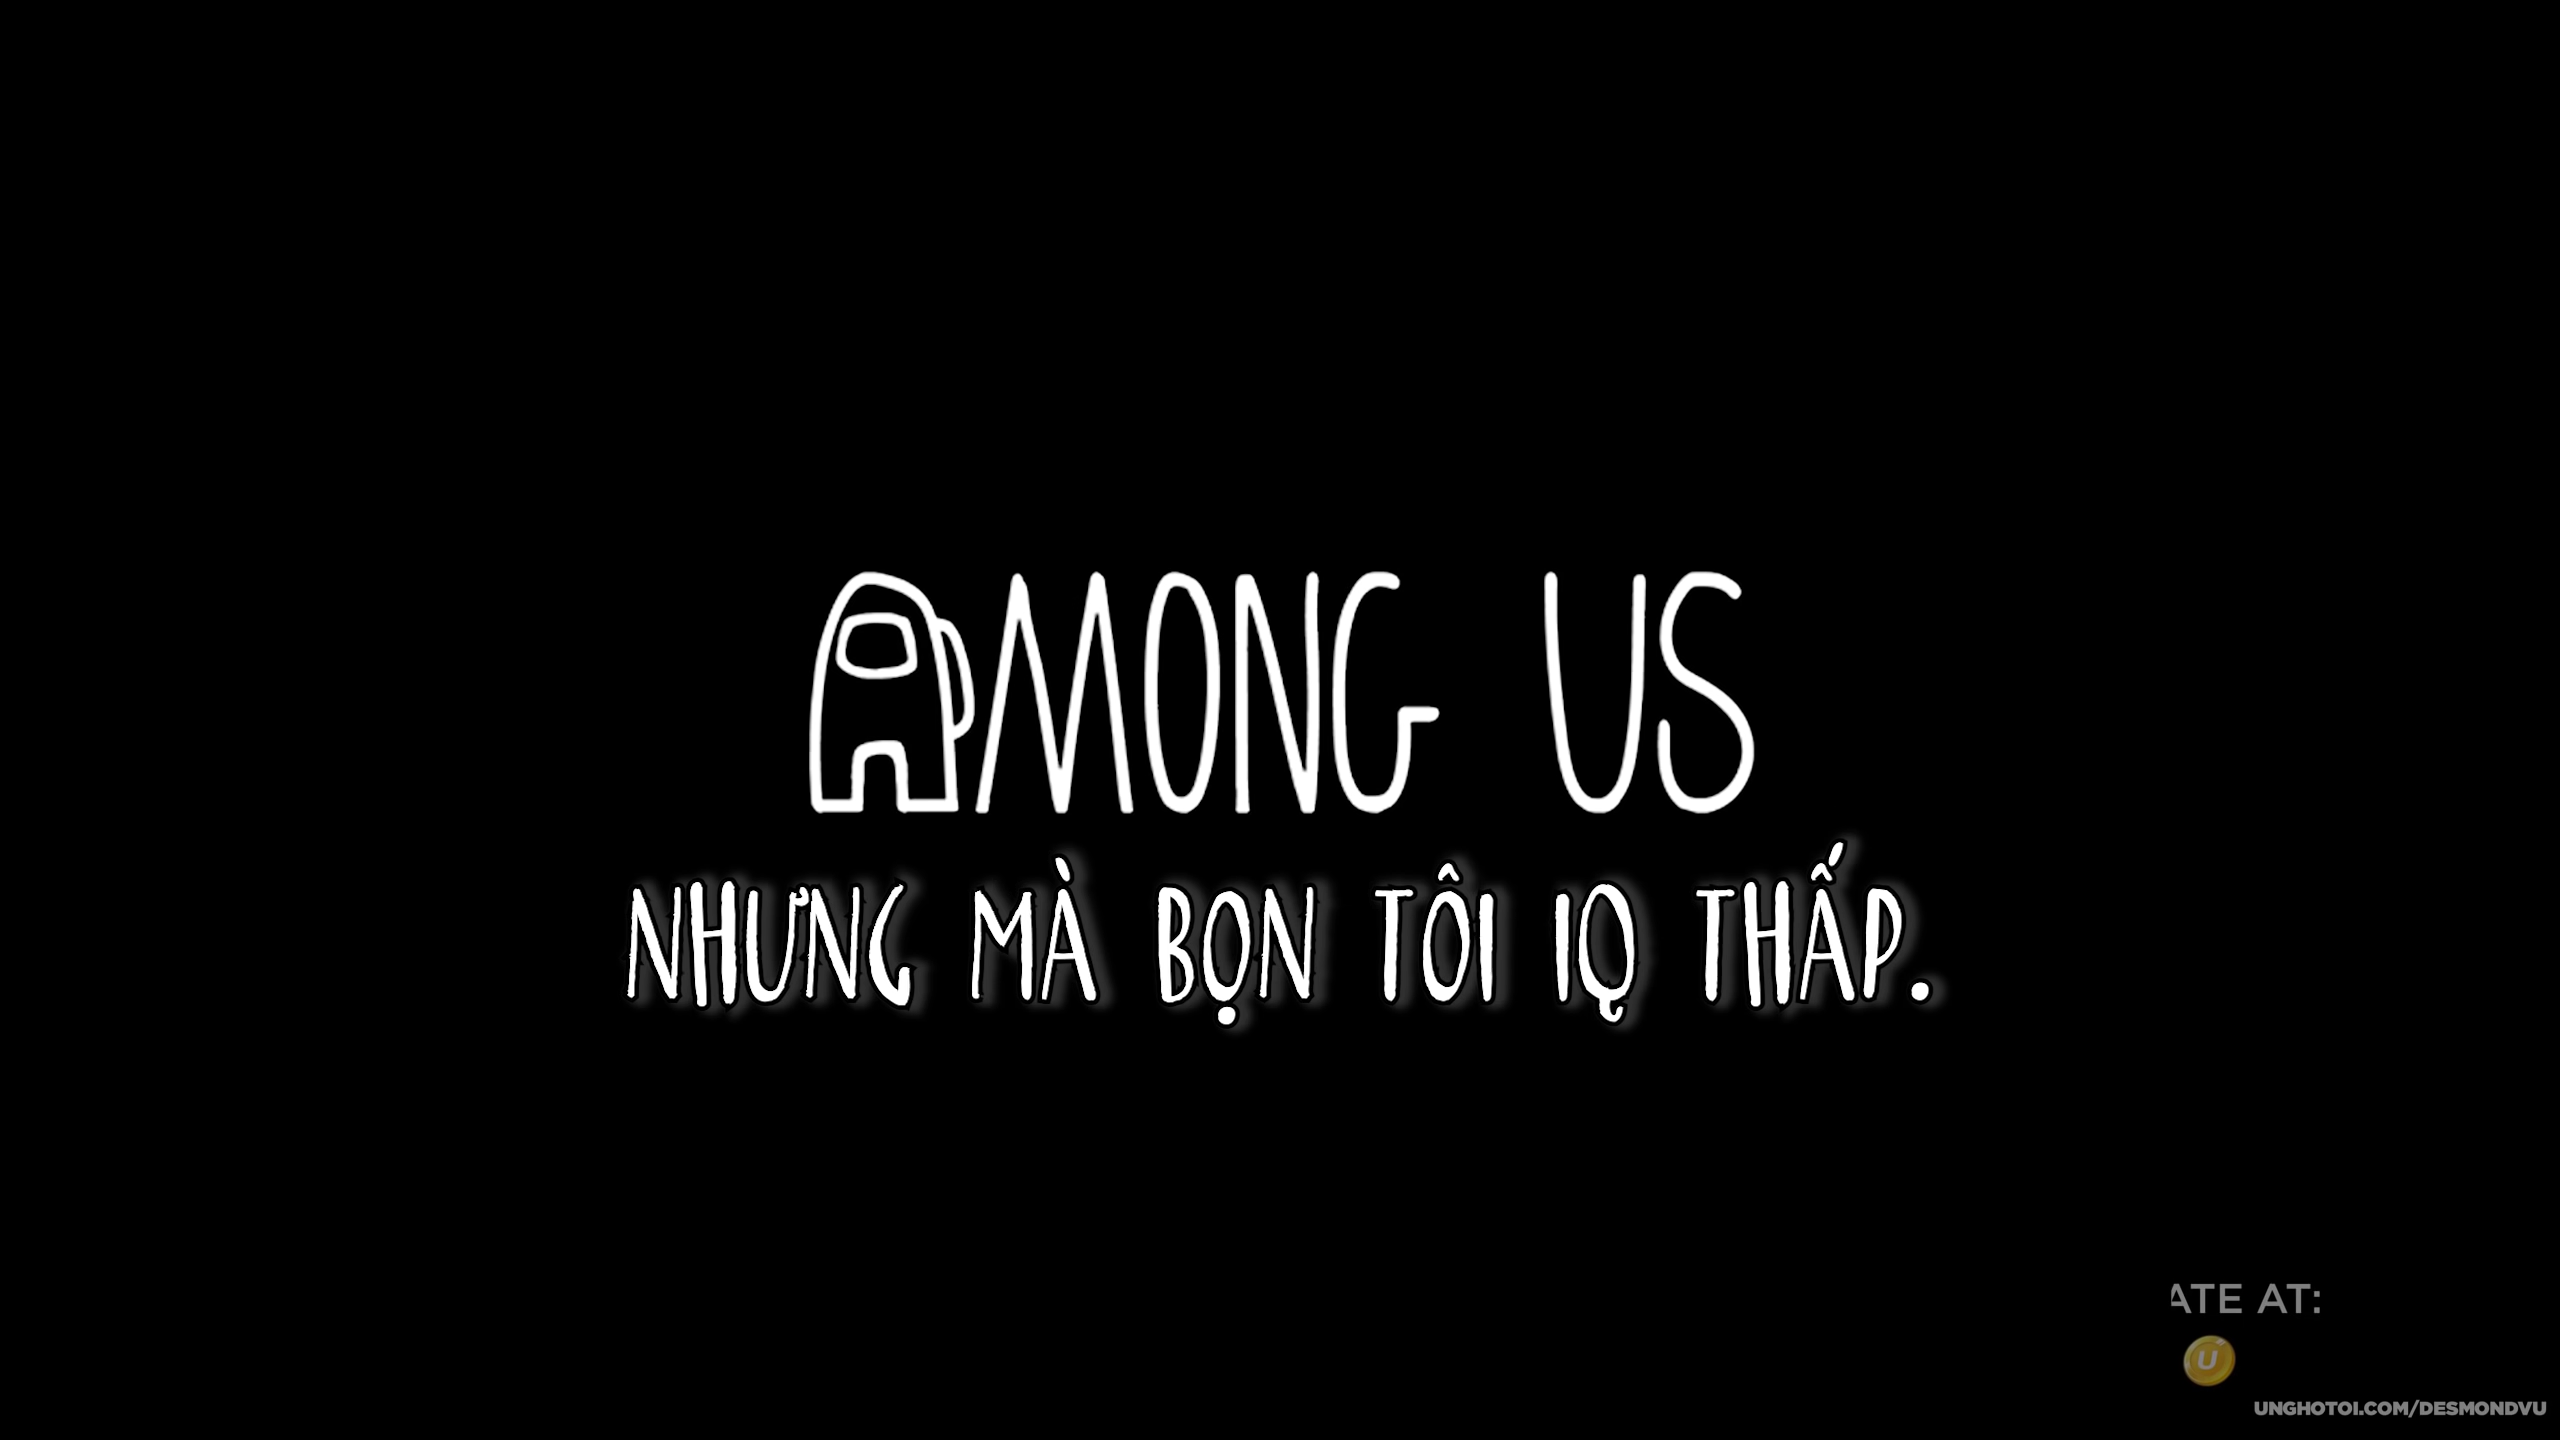 AMONG US
NHƯNG MÀ BỌN TÔI IQ THẤP.
ATE AT:
U
UNGHOTOI.COM/DESMONDVU